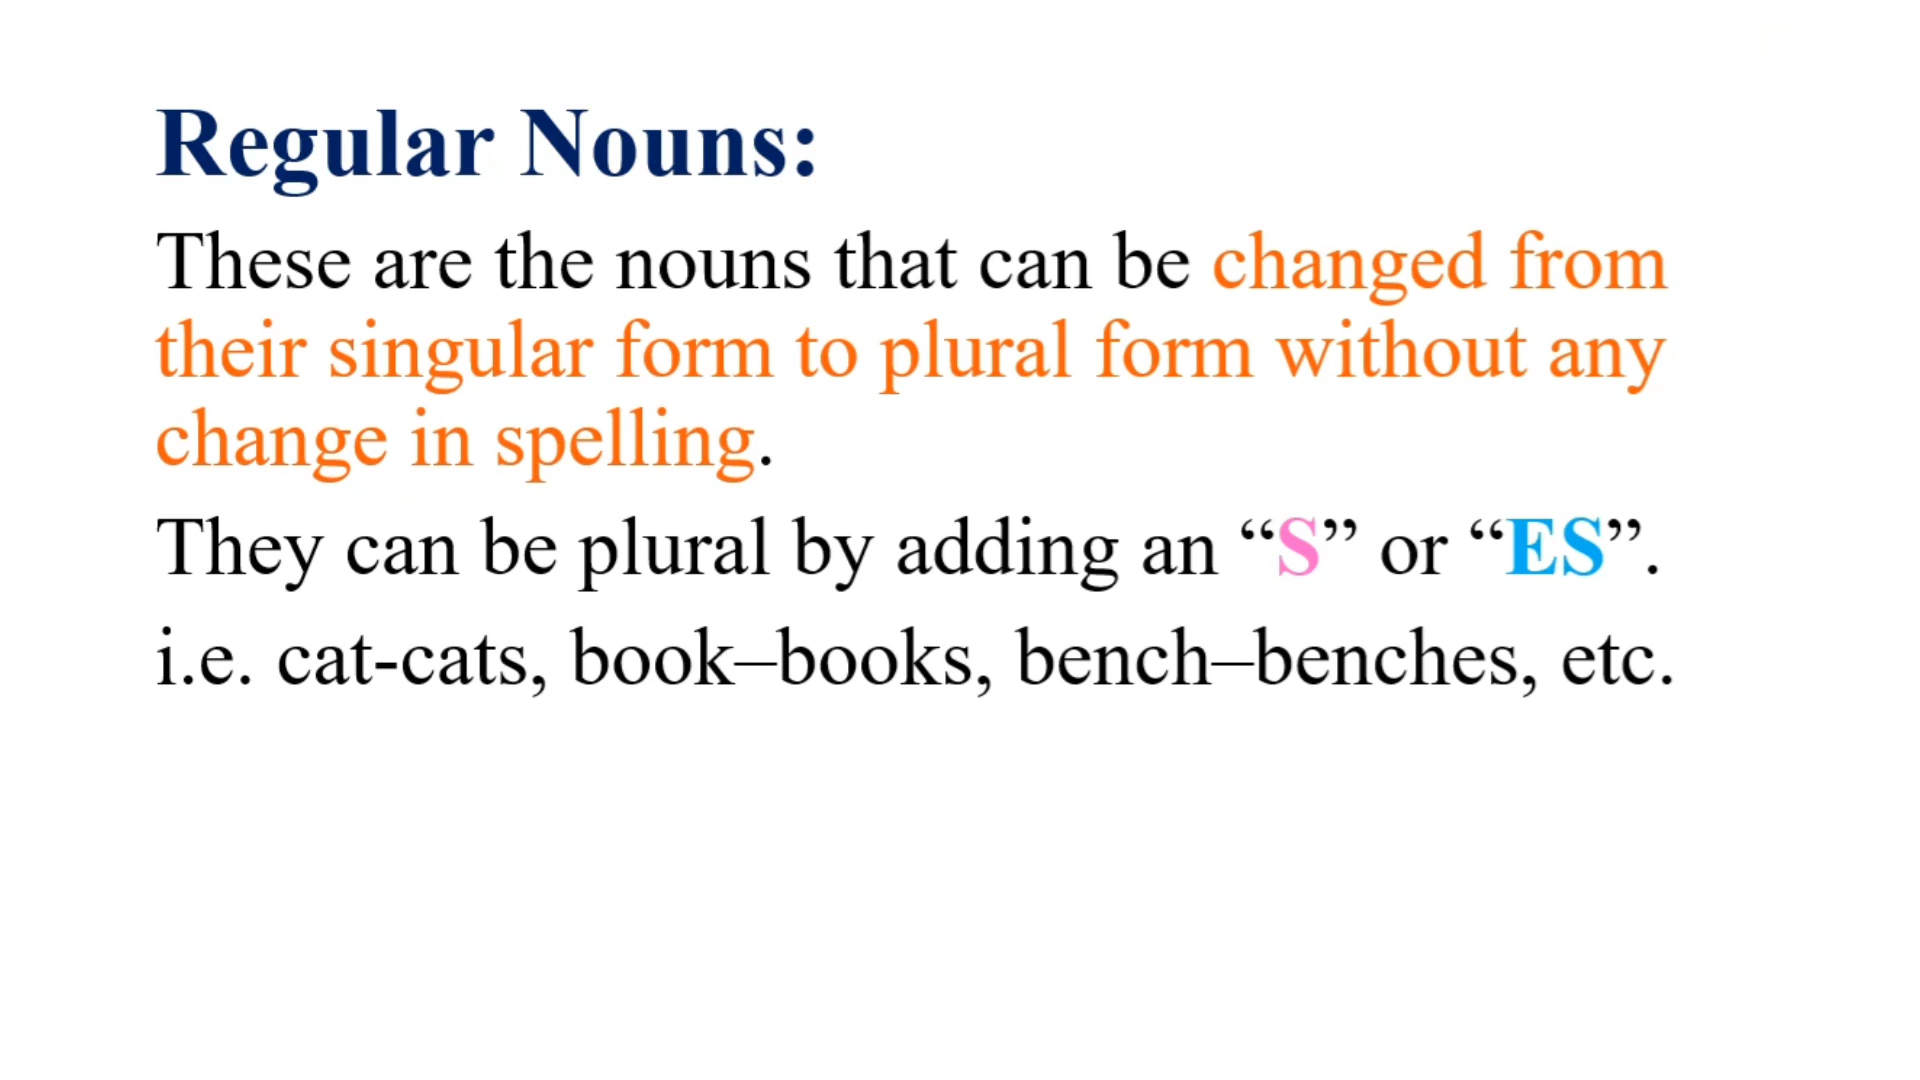 Regular Nouns:
These are the nouns that can be changed from
their singular form to plural form without any
change in spelling.
They can be plural by adding an “S” or “ES”.
i.e. cat-cats, book–books, bench–benches, etc.